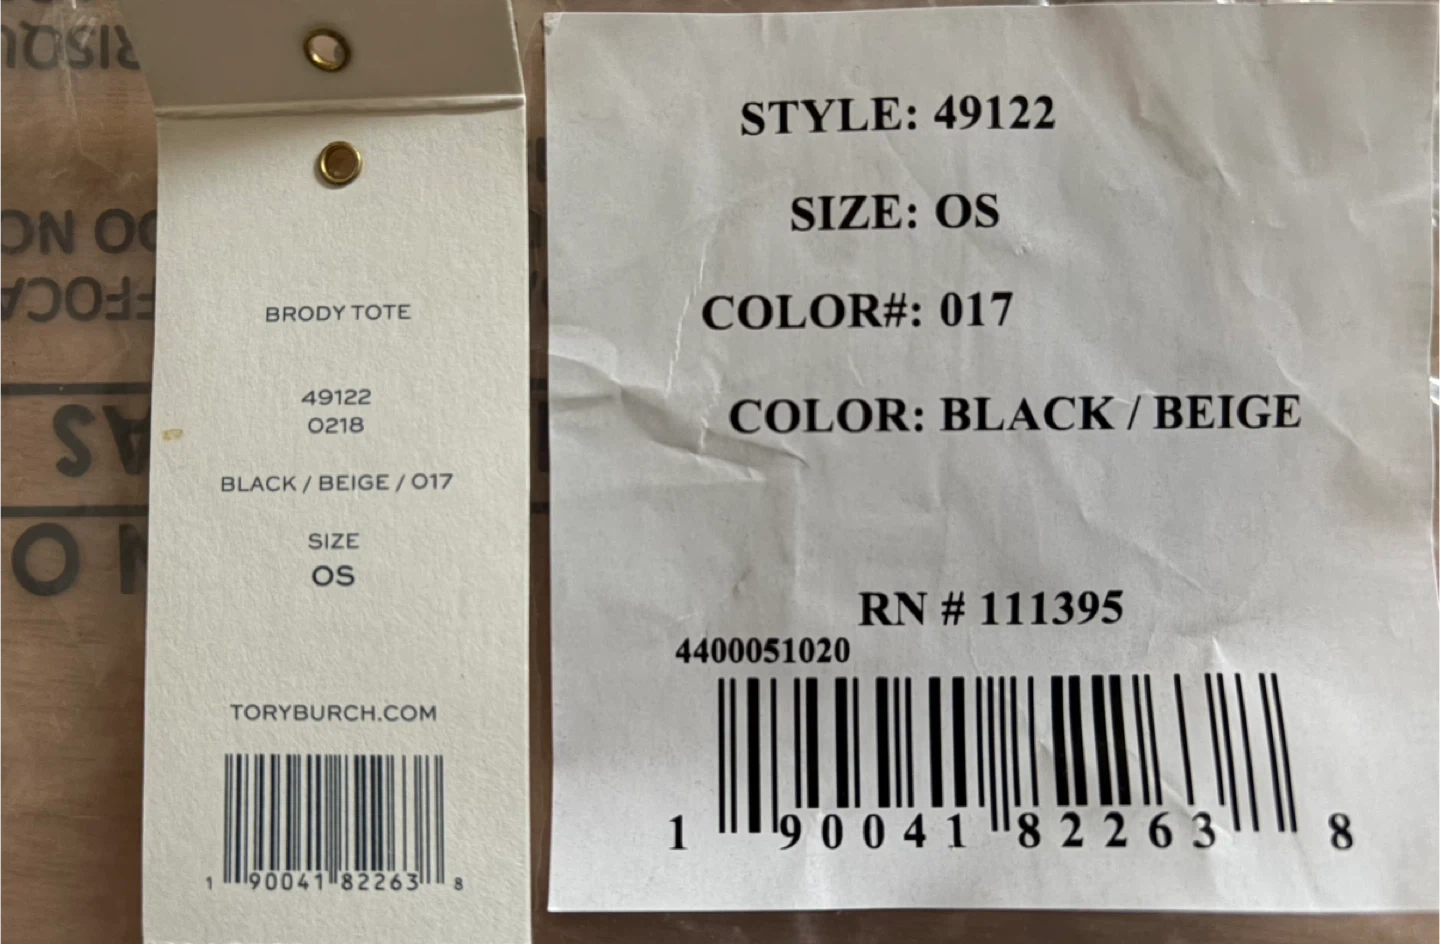 BRODY TOTE
49122
0218
BLACK / BEIGE / 017
SIZE
OS
TORYBURCH.COM
1 90041 82263 8
STYLE: 49122
SIZE: OS
COLOR#: 017
COLOR: BLACK / BEIGE
RN # 111395
4400051020
1 90041 82263 8